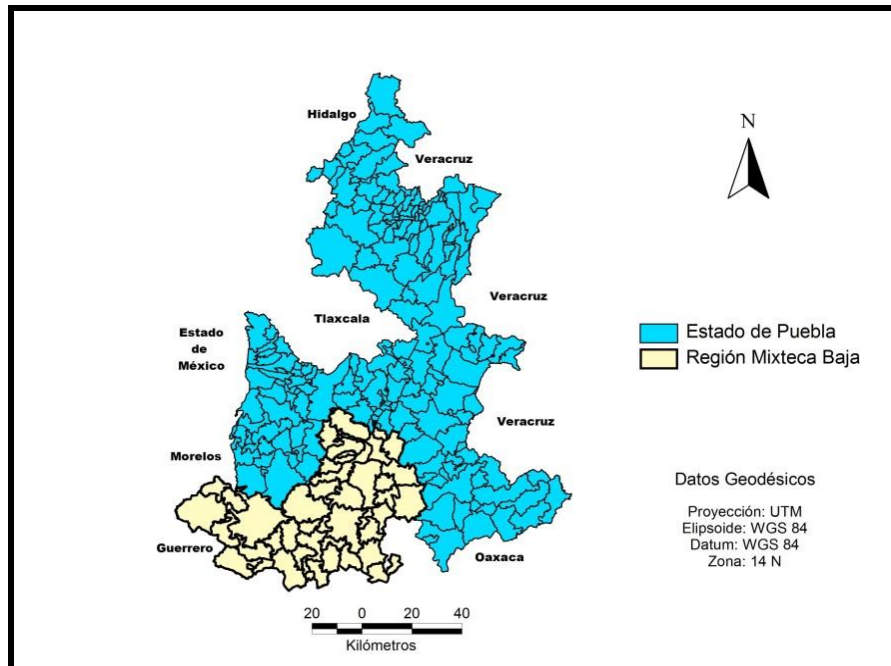 Hidalgo
N
Veracruz
Veracruz
Tlaxcala
Estado
de
México
Estado de Puebla
Región Mixteca Baja
Veracruz
Morelos
Datos Geodésicos
Proyección: UTM
Elipsoide: WGS 84
Datum: WGS 84
Zona: 14 N
Guerrero
Oaxaca
20 0 20 40
Kilómetros